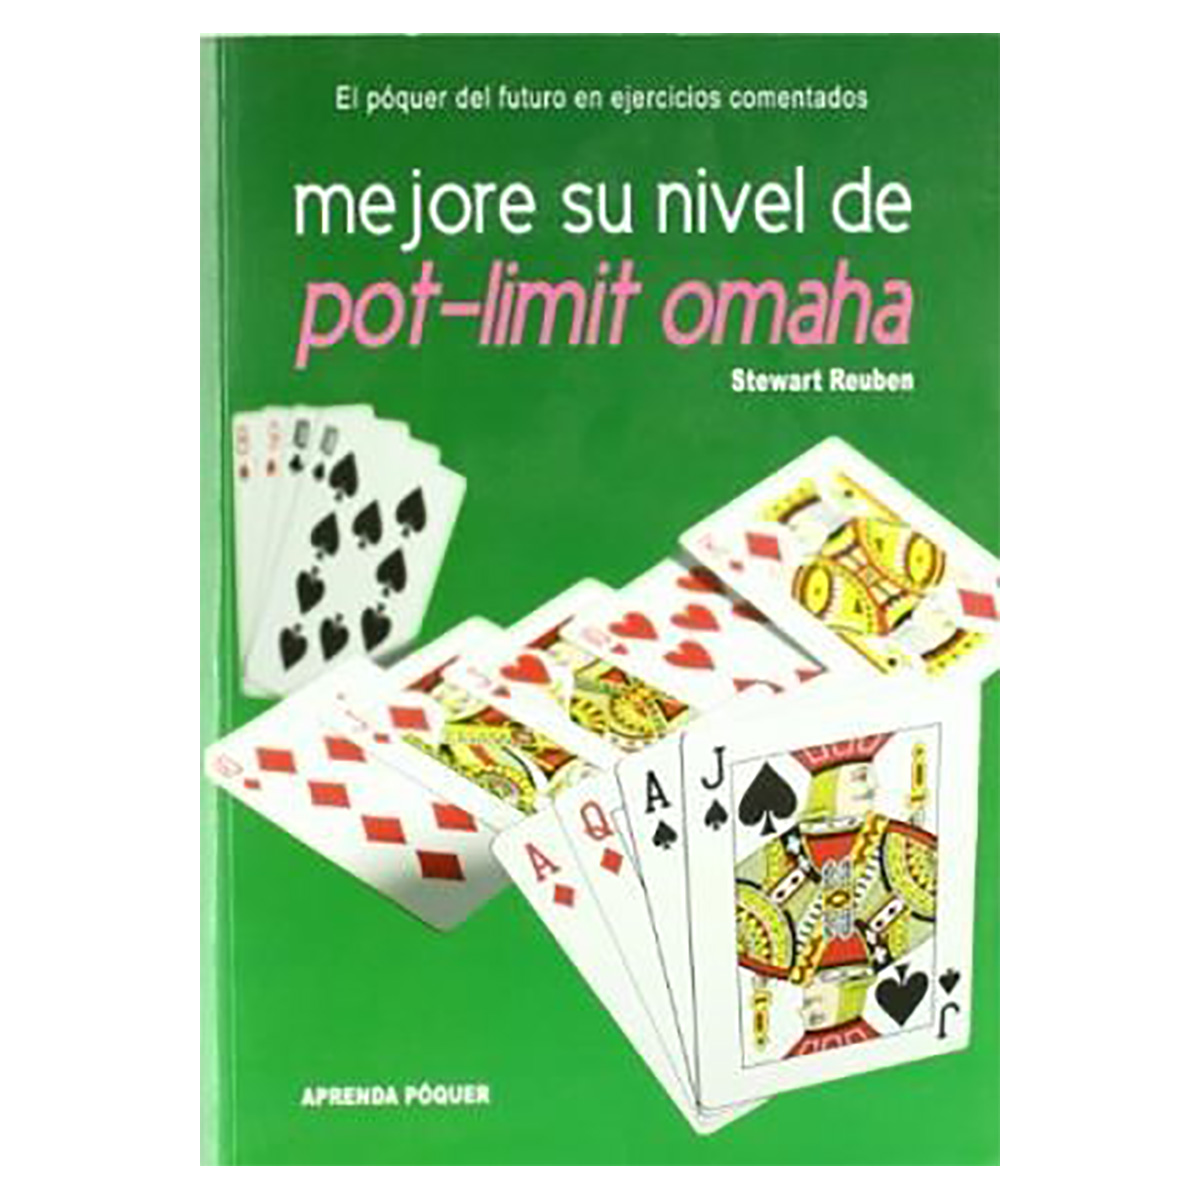 El póquer del futuro en ejercicios comentados
mejore su nivel de
pot-limit omaha
Stewart Reuben
A
Q
A
J
J
APRENDA PÓQUER